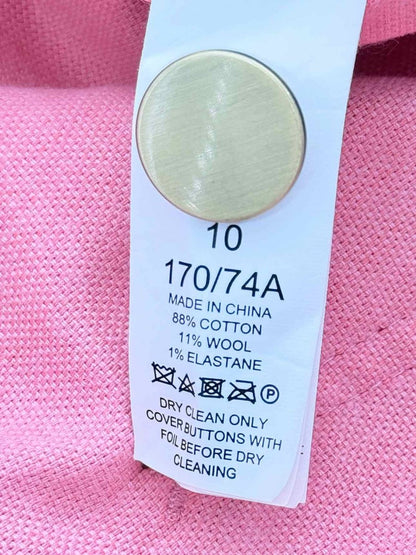 10
170/74A
MADE IN CHINA
88% COTTON
11% WOOL
1% ELASTANE
P
DRY CLEAN ONLY
COVER BUTTONS WITH
FOIL BEFORE DRY
CLEANING